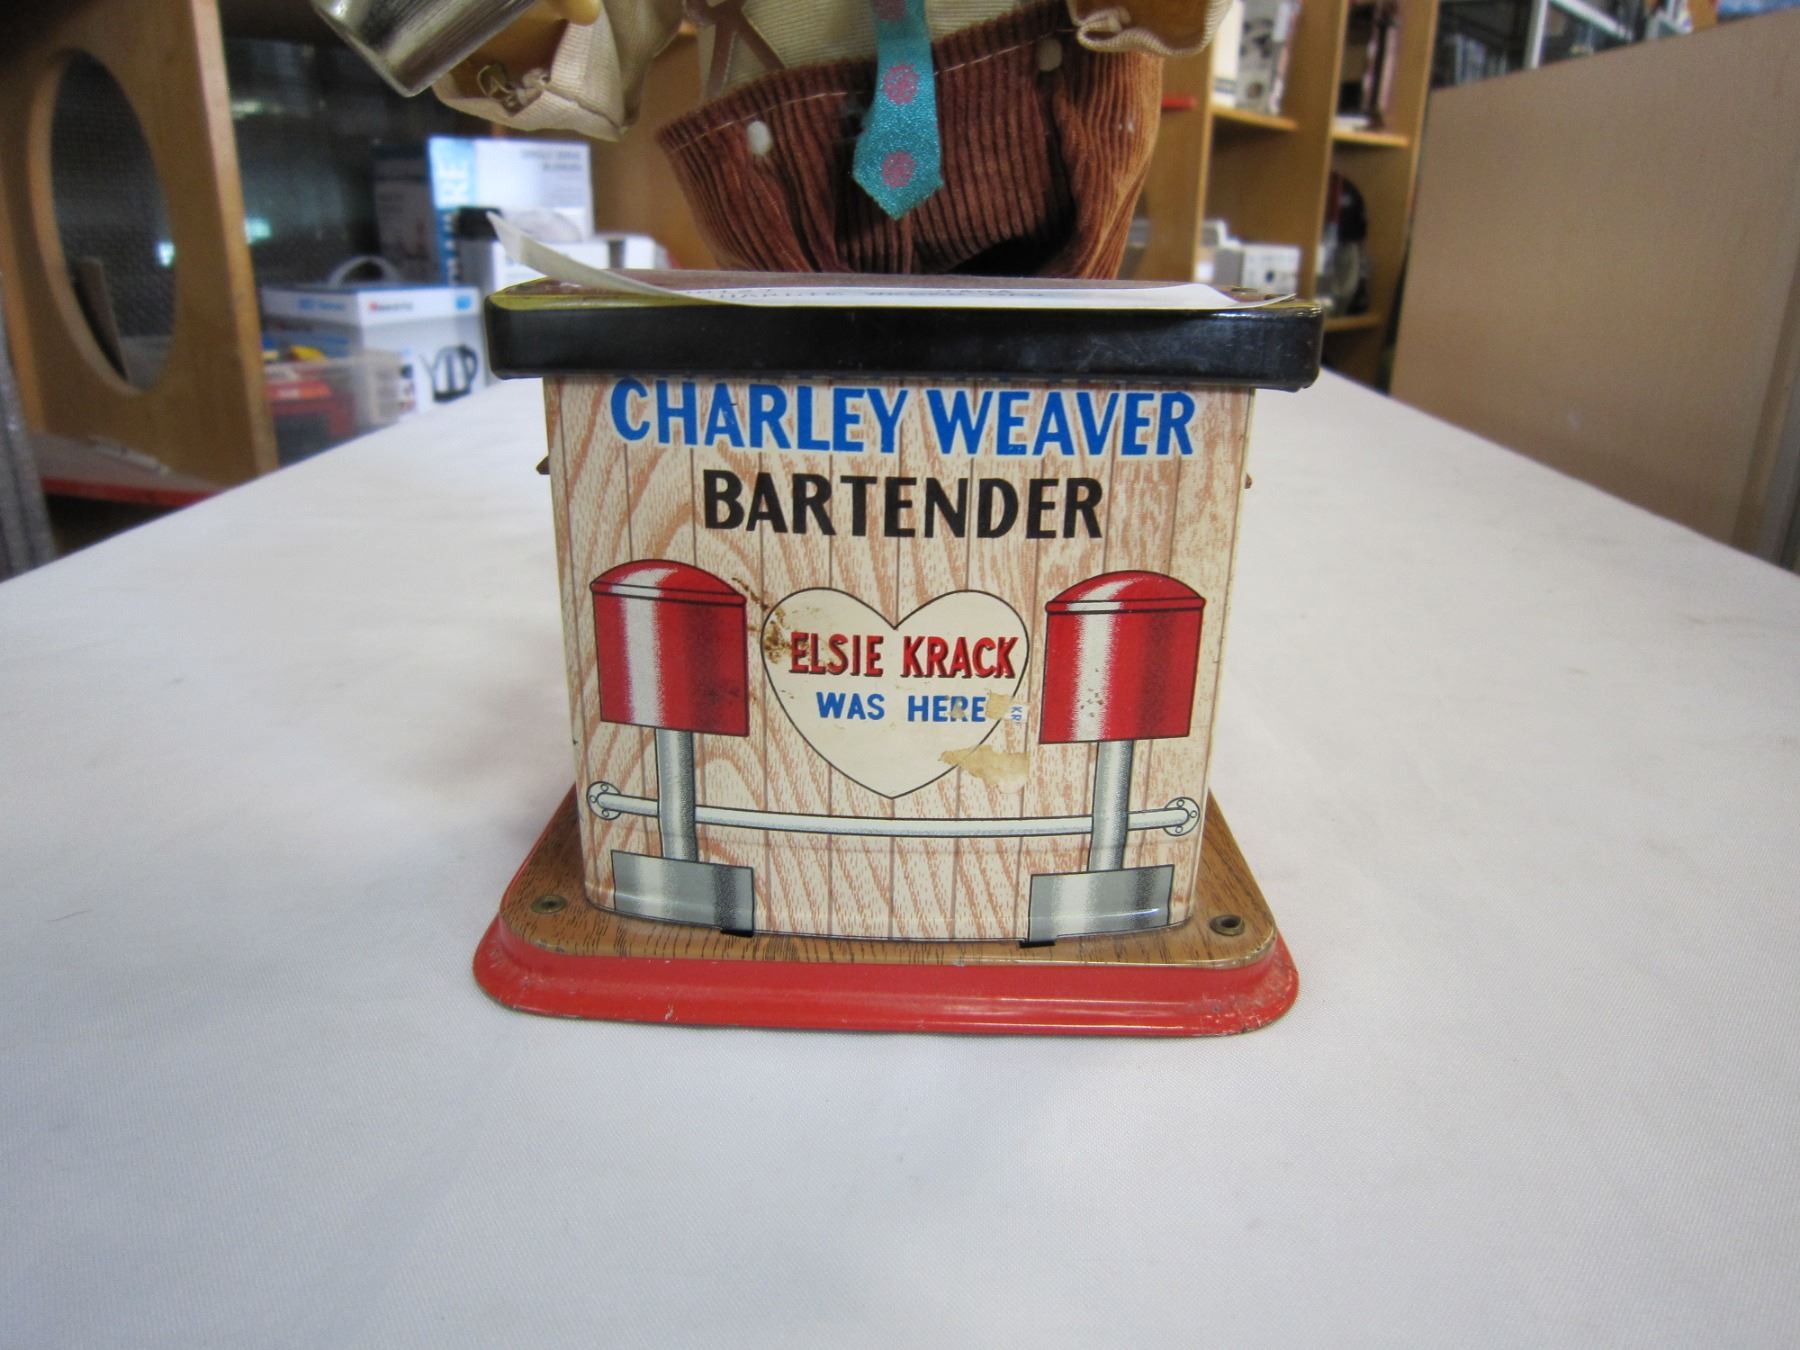 CHARLEY WEAVER
BARTENDER
ELSIE KRACK
WAS HERE